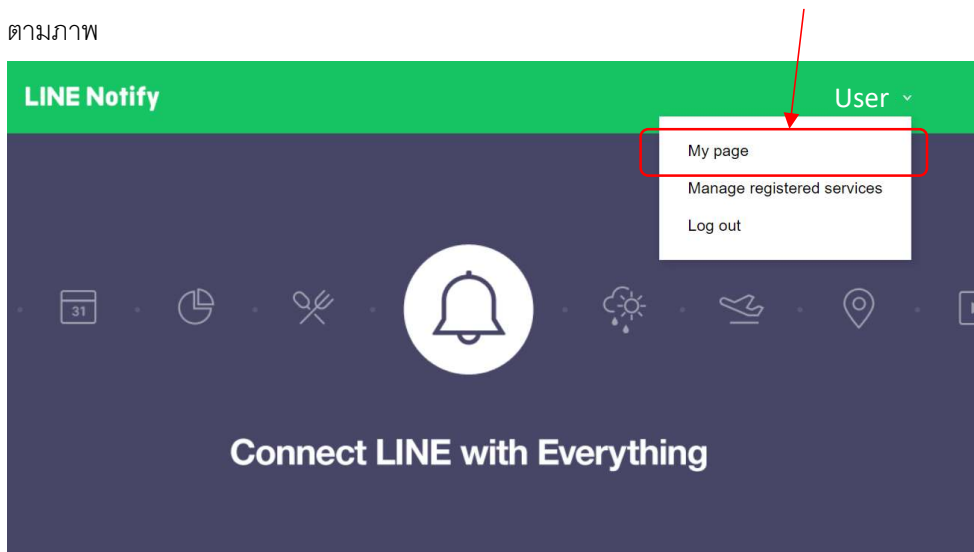 ตามภาพ
LINE Notify
User
My page
Manage registered services
Log out
31
Connect LINE with Everything